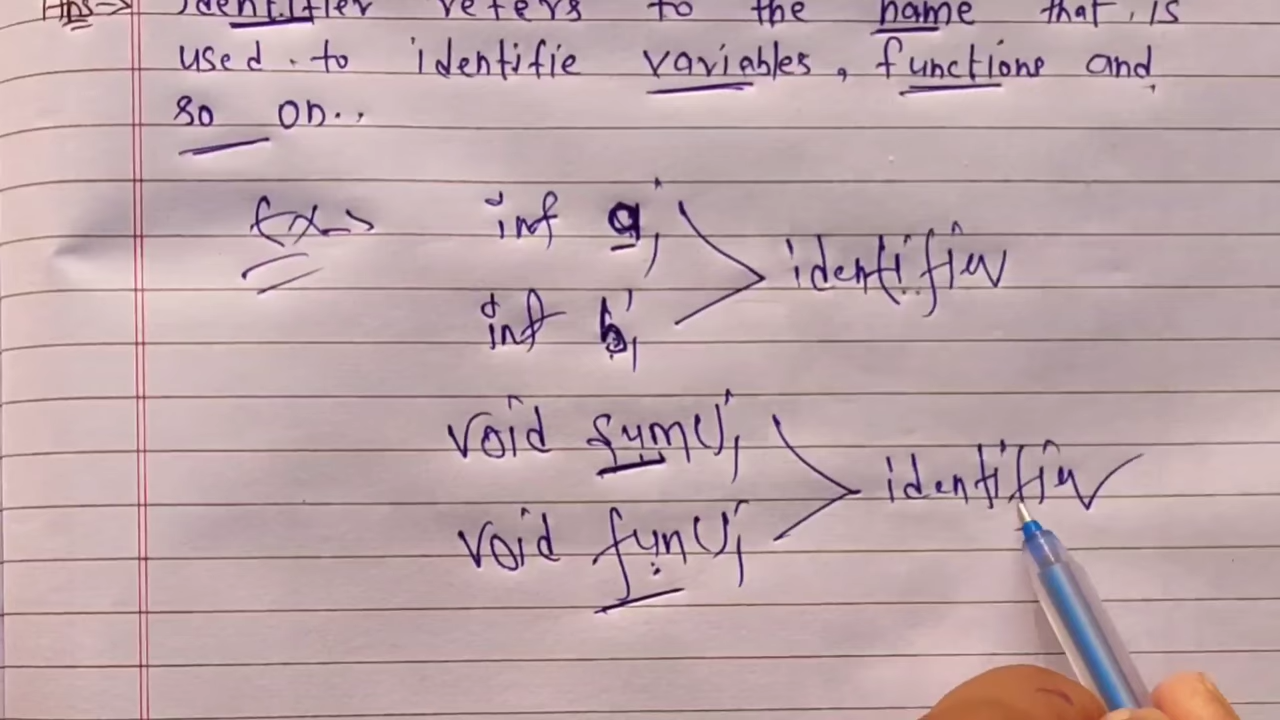 Ans-> Identifier refers to the name that is
used to identifie variables, functions and
so on..
Ex->
int a;
int b;
identifier
void sum();
void fun();
identifier